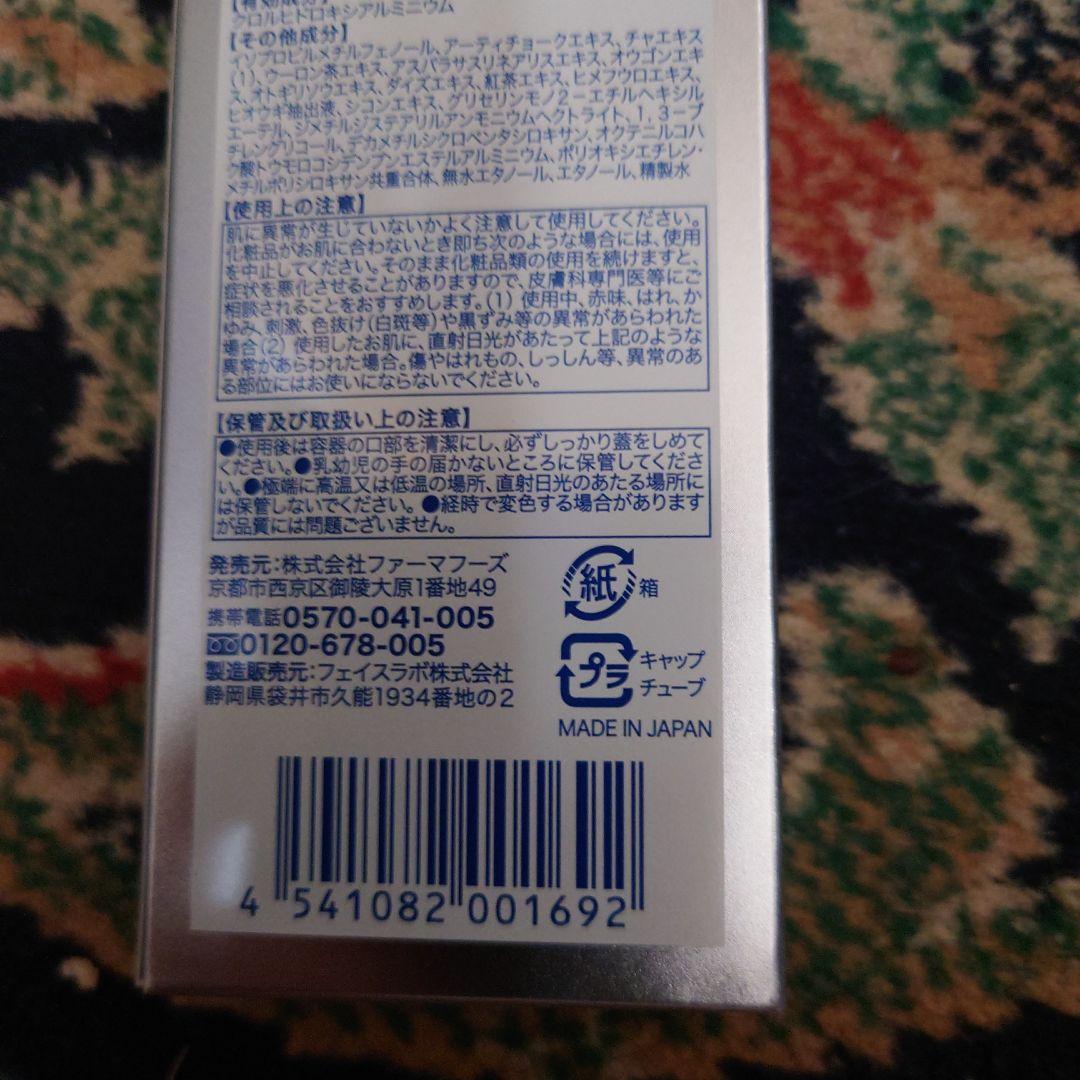 【有効成分】
クロルヒドロキシアルミニウム
【その他成分】
イソプロピルメチルフェノール、アーティチョークエキス、チャエキス
(1)、ウーロン茶エキス、アスパラサスリネアリスエキス、オウゴンエキ
ス、オトギリソウエキス、ダイズエキス、紅茶エキス、ヒメフウロエキス、
ヒオウギ抽出液、シコンエキス、グリセリンモノ2-エチルヘキシル
エーテル、ジメチルジステアリルアンモニウムヘクトライト、1,3-ブ
チレングリコール、デカメチルシクロペンタシロキサン、オクテニルコハ
ク酸トウモロコシデンプンエステルアルミニウム、ポリオキシエチレン・
メチルポリシロキサン共重合体、無水エタノール、エタノール、精製水
【使用上の注意】
肌に異常が生じていないかよく注意して使用してください。
化粧品がお肌に合わないとき即ち次のような場合には、使用
を中止してください。そのまま化粧品類の使用を続けますと、
症状を悪化させることがありますので、皮膚科専門医等にご
相談されることをおすすめします。(1) 使用中、赤味、はれ、か
ゆみ、刺激、色抜け(白斑等)や黒ずみ等の異常があらわれた
場合(2) 使用したお肌に、直射日光があたって上記のような
異常があらわれた場合。傷やはれもの、しっしん等、異常のあ
る部位にはお使いにならないでください。
【保管及び取扱い上の注意】
●使用後は容器の口部を清潔にし、必ずしっかり蓋をしめて
ください。●乳幼児の手の届かないところに保管してくださ
い。●極端に高温又は低温の場所、直射日光のあたる場所に
は保管しないでください。 ●経時で変色する場合があります
が品質には問題ございません。
発売元:株式会社ファーマフーズ
京都市西京区御陵大原1番地49
携帯電話0570-041-005
0120-678-005
製造販売元:フェイスラボ株式会社
静岡県袋井市久能1934番地の2
紙 箱
プラ キャップ
チューブ
MADE IN JAPAN
4 541082 001692